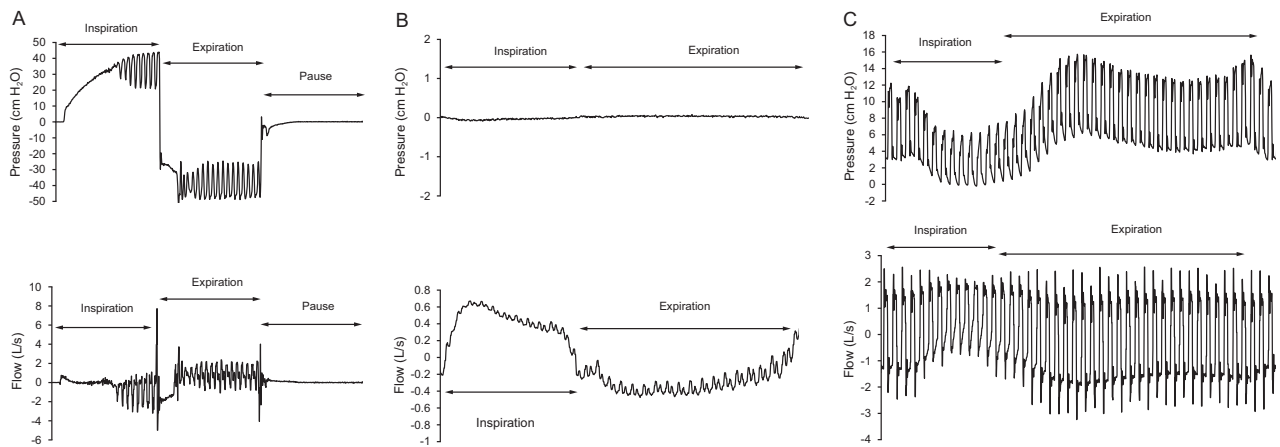 A
Inspiration
Expiration
Pause
Pressure (cm H2O)
50
40
30
20
10
0
-10
-20
-30
-40
-50
Inspiration
Expiration
Pause
Flow (L/s)
10
8
6
4
2
0
-2
-4
-6
B
Inspiration
Expiration
Pressure (cm H2O)
2
1
0
-1
-2
Expiration
Inspiration
Flow (L/s)
0.8
0.6
0.4
0.2
0
-0.2
-0.4
-0.6
-0.8
-1
C
Expiration
Inspiration
Pressure (cm H2O)
18
16
14
12
10
8
6
4
2
0
-2
Inspiration
Expiration
Flow (L/s)
3
2
1
0
-1
-2
-3
-4